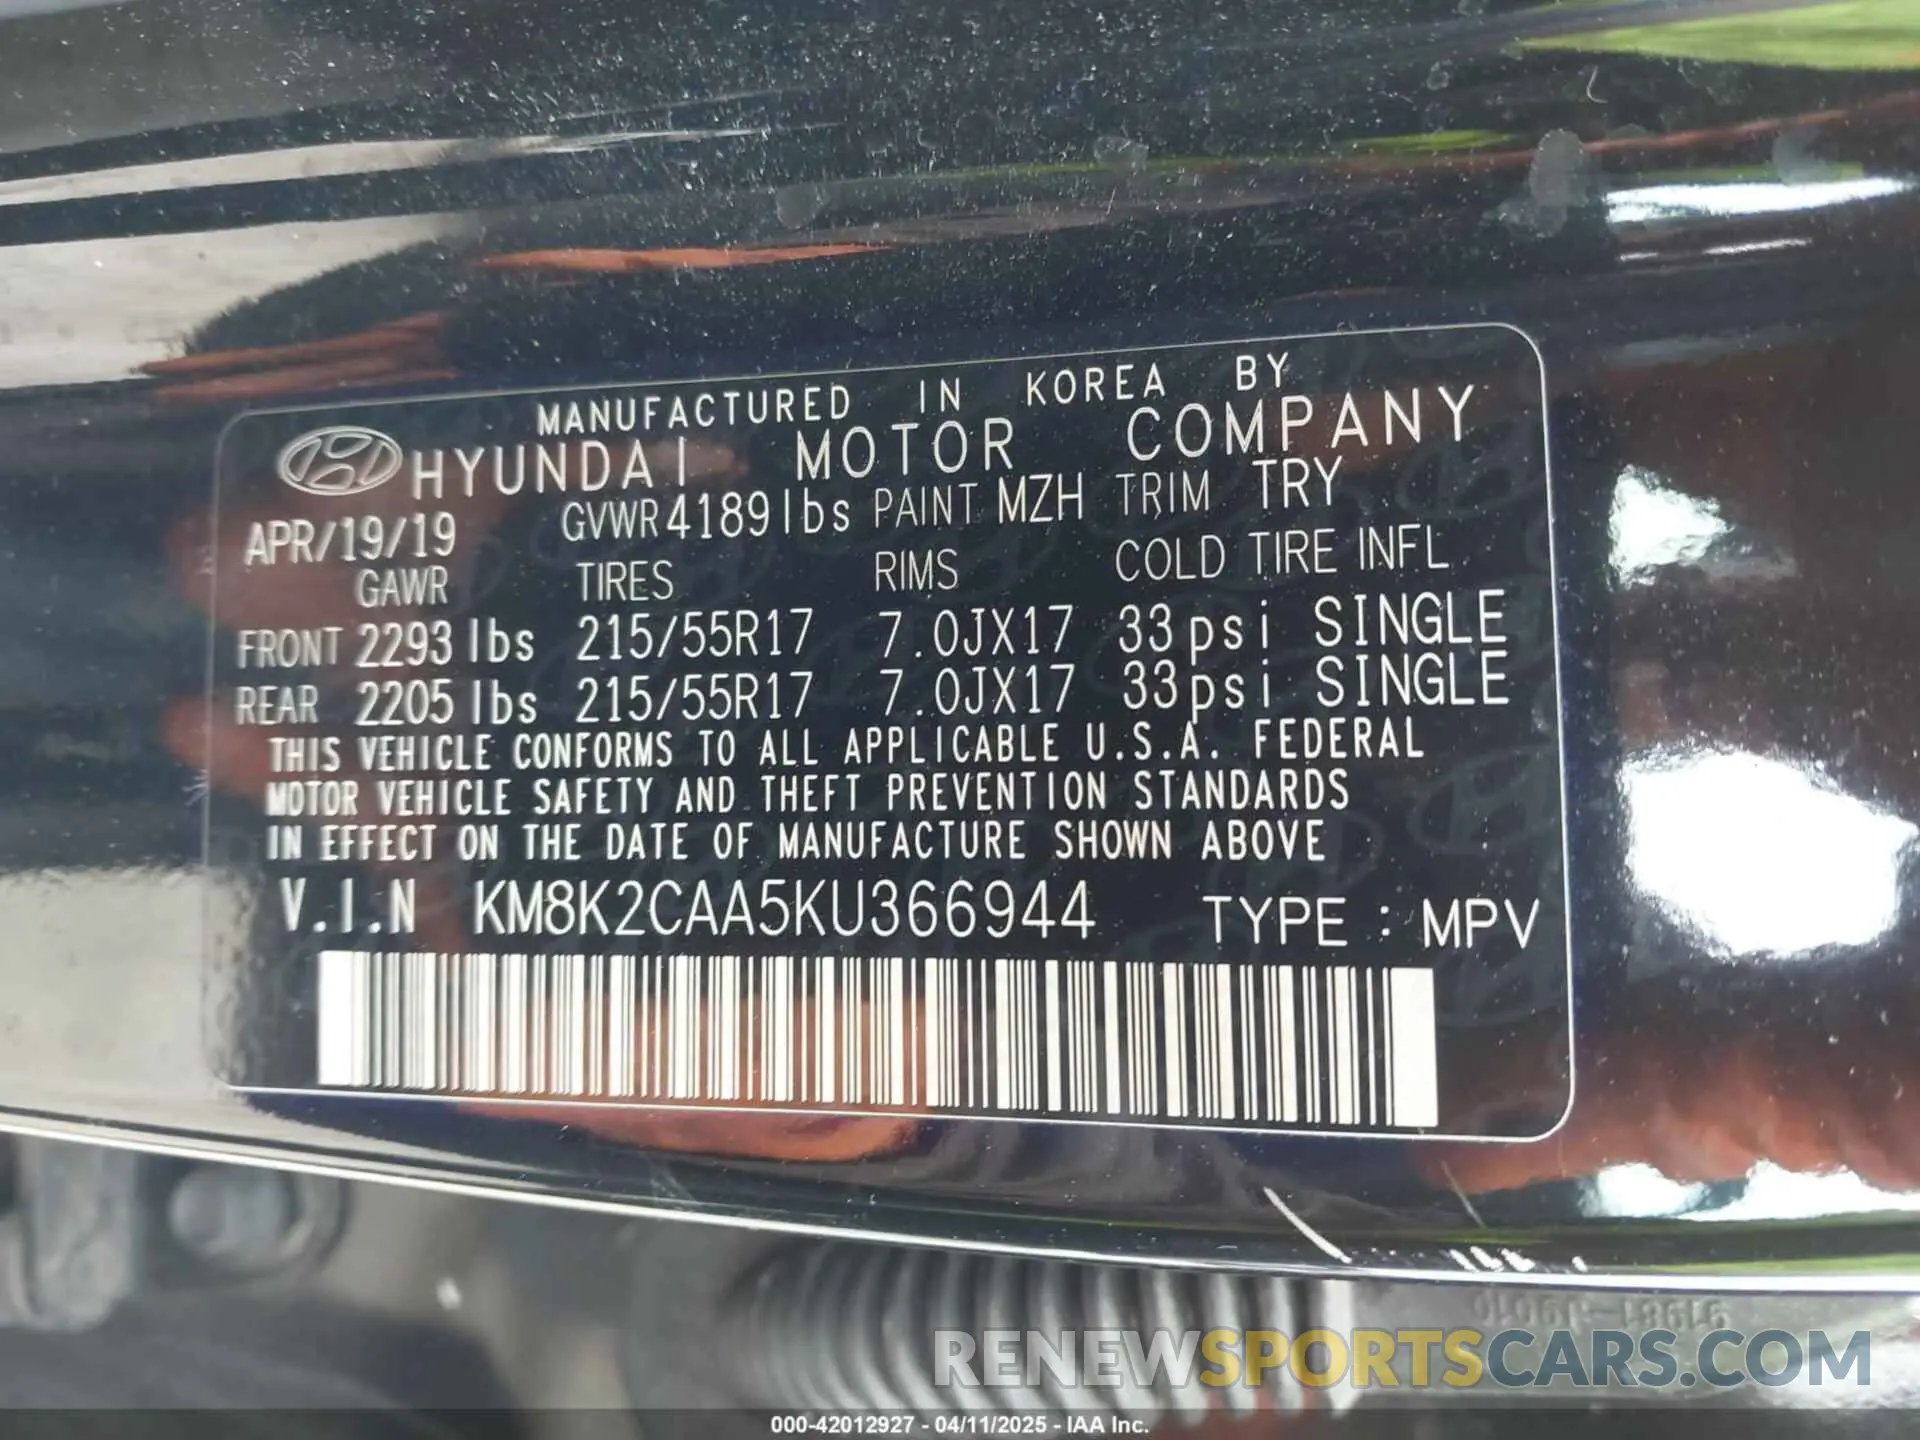 MANUFACTURED IN KOREA BY
HYUNDAI MOTOR COMPANY
APR/19/19 GVWR 4189lbs PAINT MZH TRIM TRY
GAWR TIRES RIMS COLD TIRE INFL.
FRONT 2293 lbs 215/55R17 7.0JX17 33psi SINGLE
REAR 2205 lbs 215/55R17 7.0JX17 33psi SINGLE
THIS VEHICLE CONFORMS TO ALL APPLICABLE U.S.A. FEDERAL
MOTOR VEHICLE SAFETY AND THEFT PREVENTION STANDARDS
IN EFFECT ON THE DATE OF MANUFACTURE SHOWN ABOVE
V.I.N KM8K2CAA5KU366944 TYPE : MPV
91981-J9010
RENEWSPORTSCARS.COM
000-42012927 - 04/11/2025 - IAA Inc.